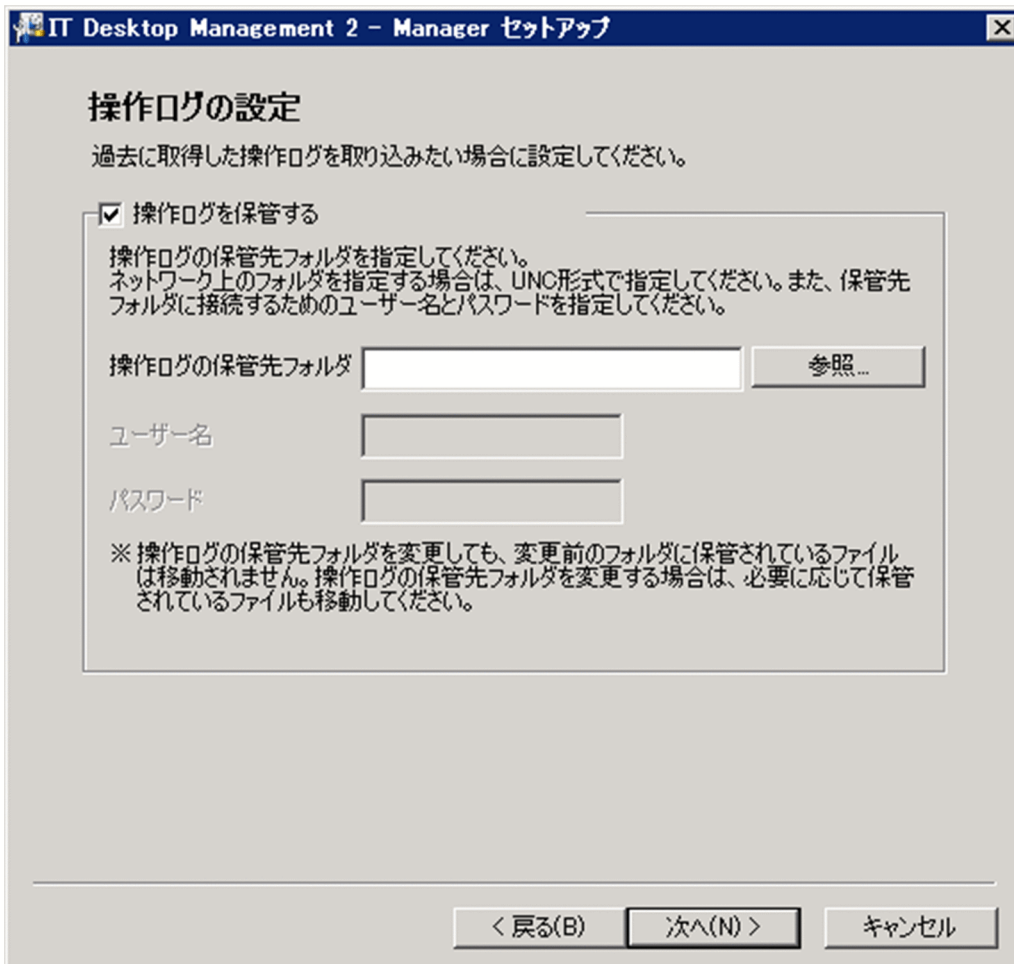 IT Desktop Management 2 - Manager セットアップ
操作ログの設定
過去に取得した操作ログを取り込みたい場合に設定してください。
操作ログを保管する
操作ログの保管先フォルダを指定してください。
ネットワーク上のフォルダを指定する場合は、UNC形式で指定してください。また、保管先
フォルダに接続するためのユーザー名とパスワードを指定してください。
操作ログの保管先フォルダ
参照...
ユーザー名
パスワード
※ 操作ログの保管先フォルダを変更しても、変更前のフォルダに保管されているファイル
は移動されません。操作ログの保管先フォルダを変更する場合は、必要に応じて保管
されているファイルも移動してください。
< 戻る(B) 次へ(N) > キャンセル